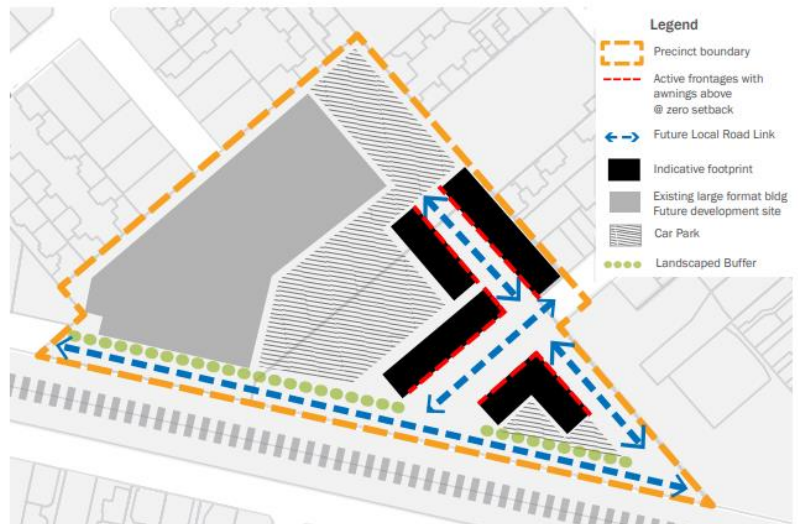 Legend
Precinct boundary
Active frontages with
awnings above
@ zero setback
Future Local Road Link
Indicative footprint
Existing large format bldg
Future development site
Car Park
Landscaped Buffer